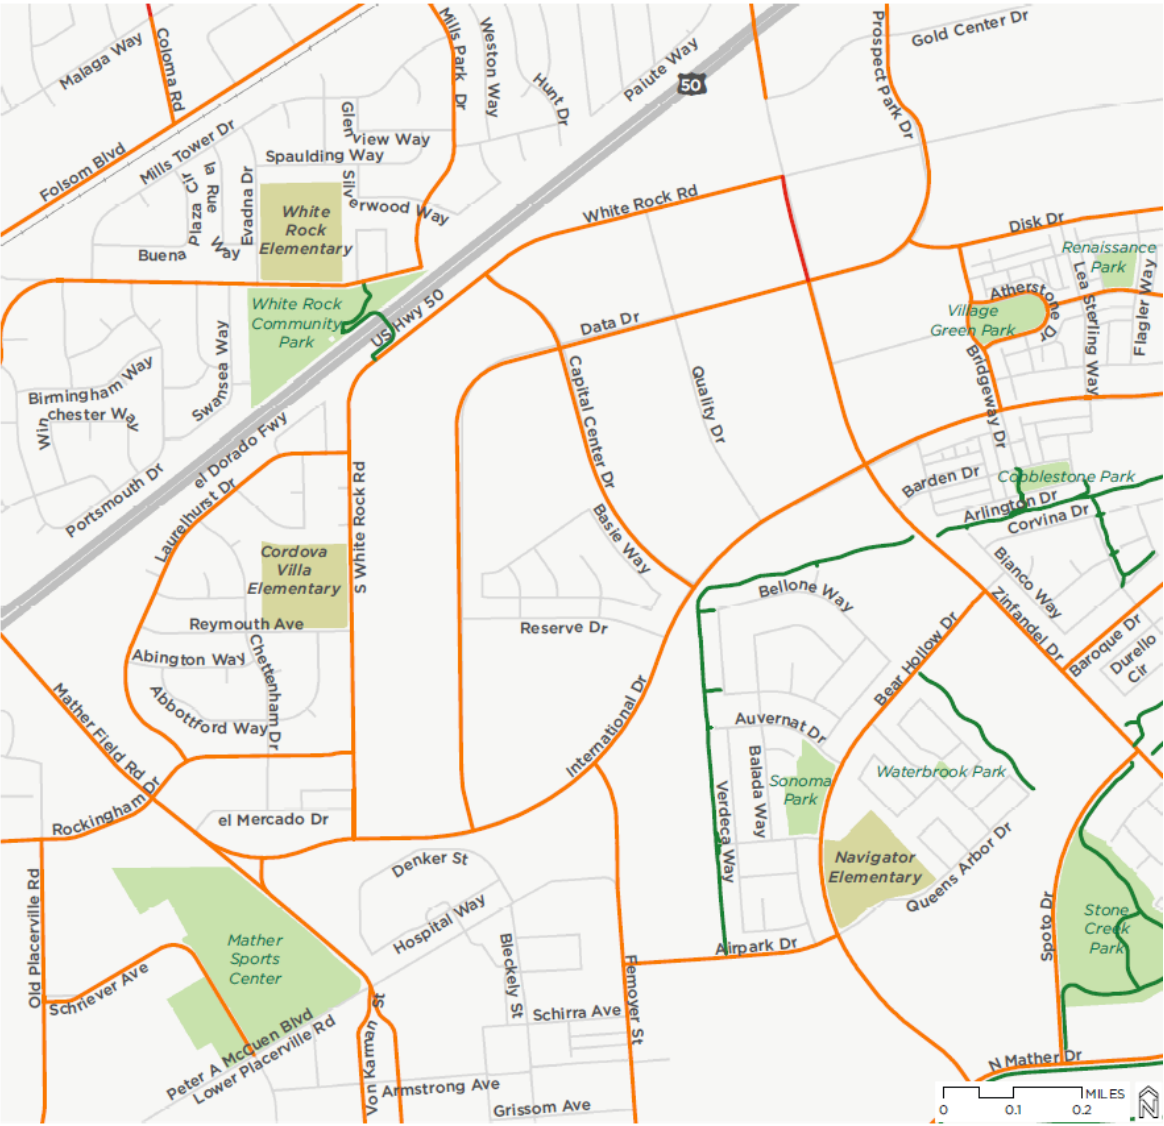 Malaga Way
Coloma Rd
Mills Park Dr
Weston Way
Hunt Dr
Paiute Way
50
Prospect Park Dr
Gold Center Dr
Folsom Blvd
Mills Tower Dr
Glenview Way
Spaulding Way
Silverwood Way
Plaza Cir
la Rue Way
Evadna Dr
Buena
White
Rock
Elementary
White Rock Rd
Disk Dr
Renaissance
Park
White Rock
Community
Park
US Hwy 50
Data Dr
Atherstone Dr
Village
Green Park
Lea Sterling Way
Flagler Way
Birmingham Way
Winchester Way
Swansea Way
Capital Center Dr
Quality Dr
Bridgeway Dr
Portsmouth Dr
el Dorado Fwy
Laurelhurst Dr
S White Rock Rd
Basie Way
Barden Dr
Cobblestone Park
Arlington Dr
Corvina Dr
Cordova
Villa
Elementary
Reymouth Ave
Abington Way
Chettenham Dr
Abbottford Way
Reserve Dr
Bellone Way
Bianco Way
Zinfandel Dr
Baroque Dr
Durello
Cir
Bear Hollow Dr
Mather Field Rd
International Dr
Auvernat Dr
Balada Way
Verdeca Way
Sonoma
Park
Waterbrook Park
Rockingham Dr
el Mercado Dr
Denker St
Hospital Way
Navigator
Elementary
Queens Arbor Dr
Old Placerville Rd
Mather
Sports
Center
Schriever Ave
Bleckely St
Airpark Dr
Femoyer St
Spoto Dr
Stone
Creek
Park
Schirra Ave
Peter A McCuen Blvd
Lower Placerville Rd
Von Karman St
Armstrong Ave
Grissom Ave
N Mather Dr
MILES
0 0.1 0.2
N